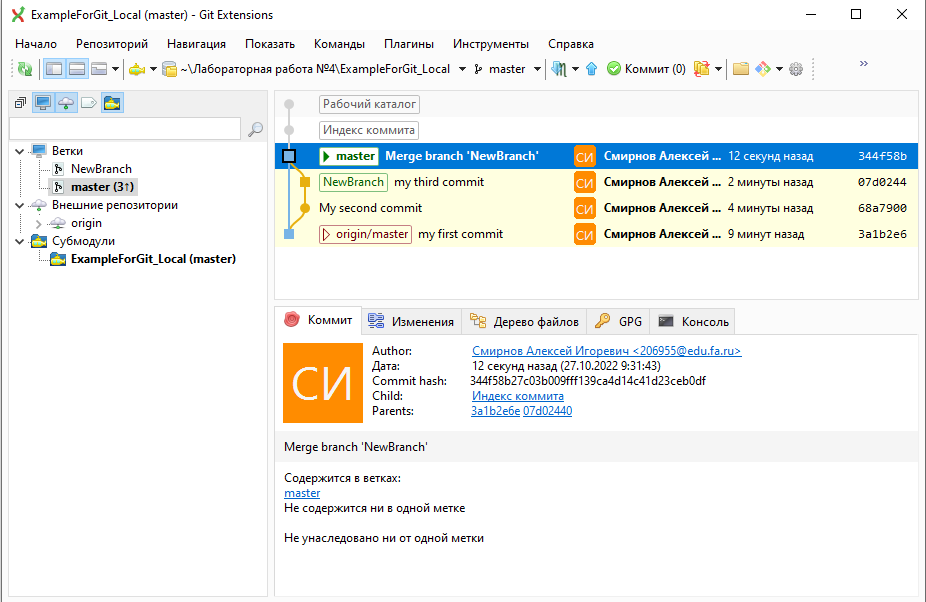 ExampleForGit_Local (master) - Git Extensions
Начало Репозиторий Навигация Показать Команды Плагины Инструменты Справка
~\Лабораторная работа №4\ExampleForGit_Local master Коммит (0) »
Ветки
NewBranch
master (3↑)
Внешние репозитории
origin
Субмодули
ExampleForGit_Local (master)
Рабочий каталог
Индекс коммита
master Merge branch 'NewBranch' СИ Смирнов Алексей ... 12 секунд назад 344f58b
NewBranch my third commit СИ Смирнов Алексей ... 2 минуты назад 07d0244
My second commit СИ Смирнов Алексей ... 4 минуты назад 68a7900
origin/master my first commit СИ Смирнов Алексей ... 9 минут назад 3a1b2e6
Коммит Изменения Дерево файлов GPG Консоль
СИ
Author: Смирнов Алексей Игоревич <206955@edu.fa.ru>
Дата: 12 секунд назад (27.10.2022 9:31:43)
Commit hash: 344f58b27c03b009fff139ca4d14c41d23ceb0df
Child: Индекс коммита
Parents: 3a1b2e6e 07d02440
Merge branch 'NewBranch'
Содержится в ветках:
master
Не содержится ни в одной метке
Не унаследовано ни от одной метки